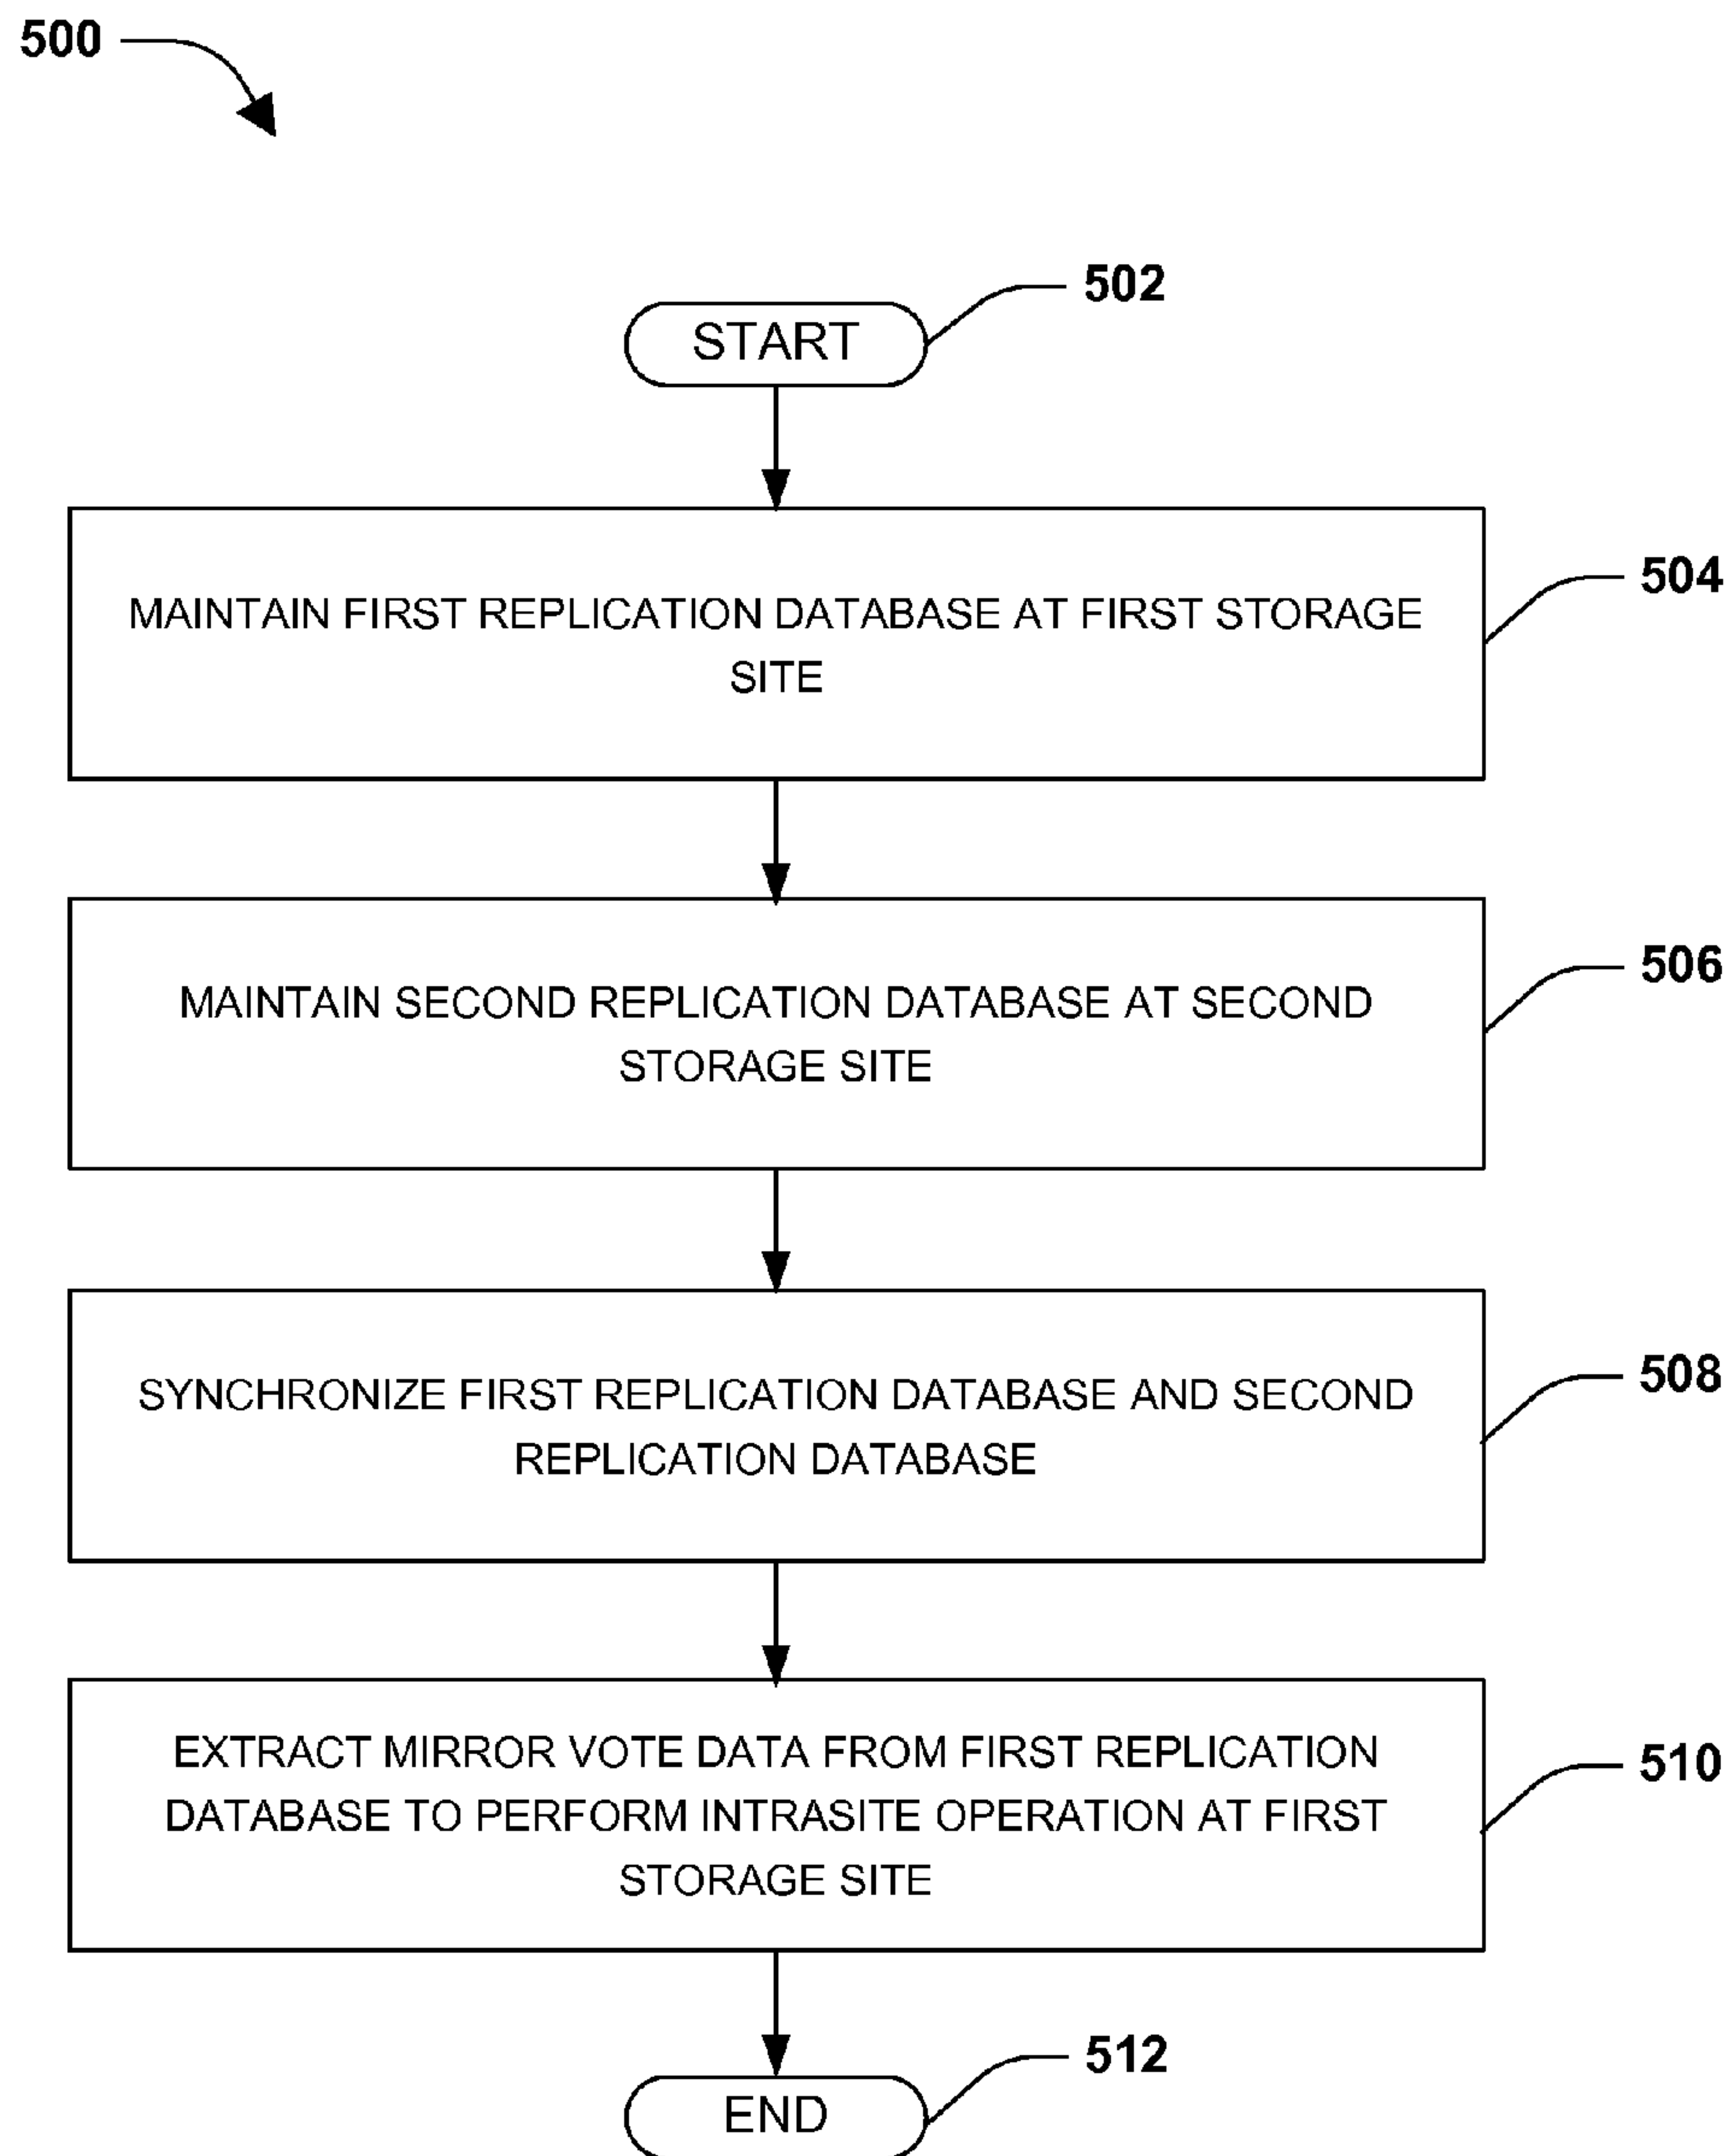 500
502
START
504
MAINTAIN FIRST REPLICATION DATABASE AT FIRST STORAGE
SITE
506
MAINTAIN SECOND REPLICATION DATABASE AT SECOND
STORAGE SITE
508
SYNCHRONIZE FIRST REPLICATION DATABASE AND SECOND
REPLICATION DATABASE
510
EXTRACT MIRROR VOTE DATA FROM FIRST REPLICATION
DATABASE TO PERFORM INTRASITE OPERATION AT FIRST
STORAGE SITE
512
END